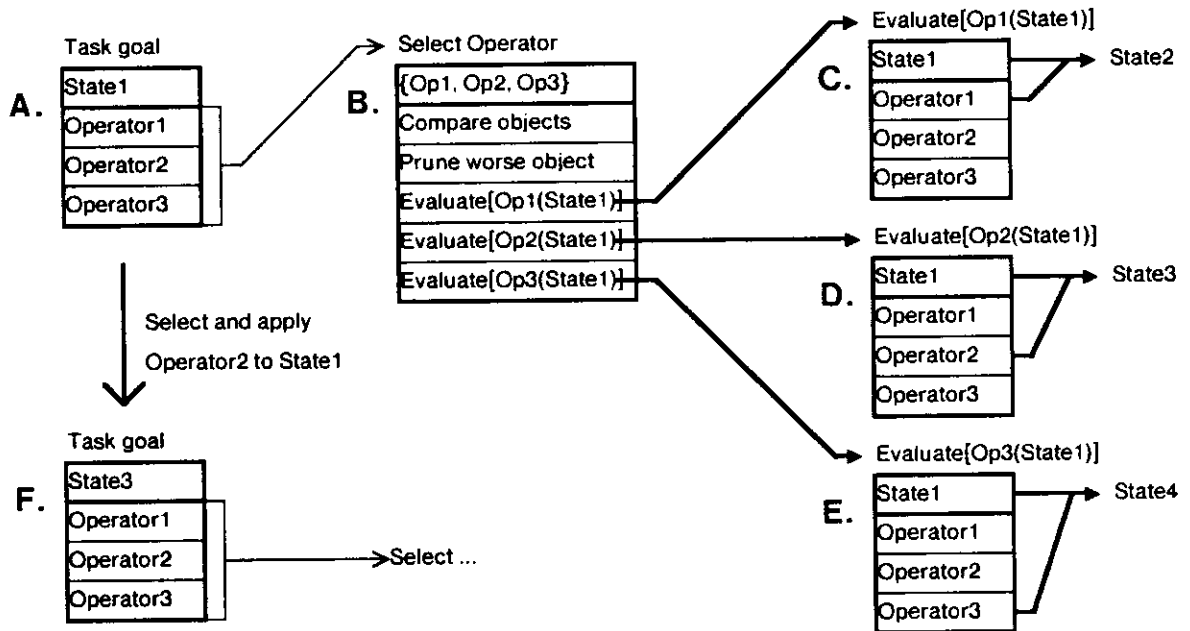 Task goal
A.
State1
Operator1
Operator2
Operator3
Select Operator
B.
{Op1, Op2, Op3}
Compare objects
Prune worse object
Evaluate[Op1(State1)]
Evaluate[Op2(State1)]
Evaluate[Op3(State1)]
Evaluate[Op1(State1)]
C.
State1
Operator1
Operator2
Operator3
State2
Evaluate[Op2(State1)]
D.
State1
Operator1
Operator2
Operator3
State3
Evaluate[Op3(State1)]
E.
State1
Operator1
Operator2
Operator3
State4
Select and apply
Operator2 to State1
Task goal
F.
State3
Operator1
Operator2
Operator3
Select ...